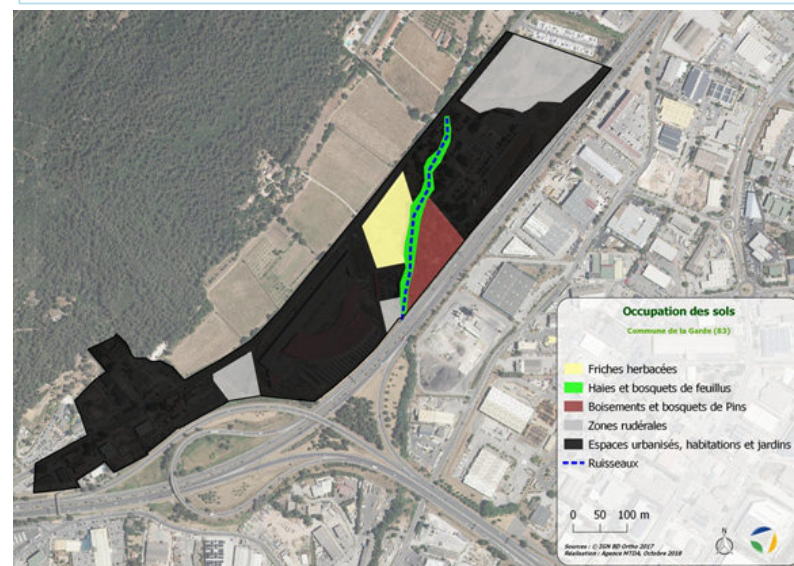 Occupation des sols
Commune de la Garde (83)
Friches herbacées
Haies et bosquets de feuillus
Boisements et bosquets de Pins
Zones rudérales
Espaces urbanisés, habitations et jardins
Ruisseaux
0 50 100 m
N
Sources : © IGN BD Ortho 2017
Réalisation : Agence MTDA, Octobre 2018